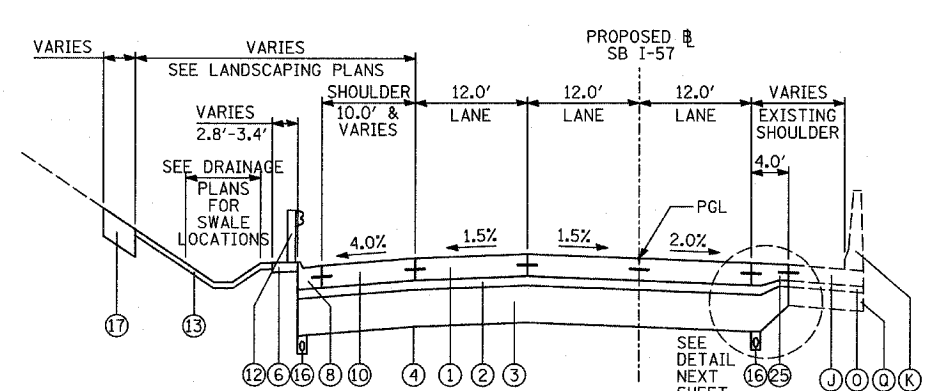 PROPOSED ℄
SB I-57
VARIES
VARIES
SEE LANDSCAPING PLANS
SHOULDER
10.0' &
VARIES
12.0'
LANE
12.0'
LANE
12.0'
LANE
VARIES
EXISTING
SHOULDER
4.0'
VARIES
2.8'-3.4'
SEE DRAINAGE
PLANS
FOR
SWALE
LOCATIONS
PGL
4.0%
1.5%
1.5%
2.0%
SEE
DETAIL
NEXT
SHEET
17
13
12
6
16
8
10
4
1
2
3
16
25
J
O
Q
K